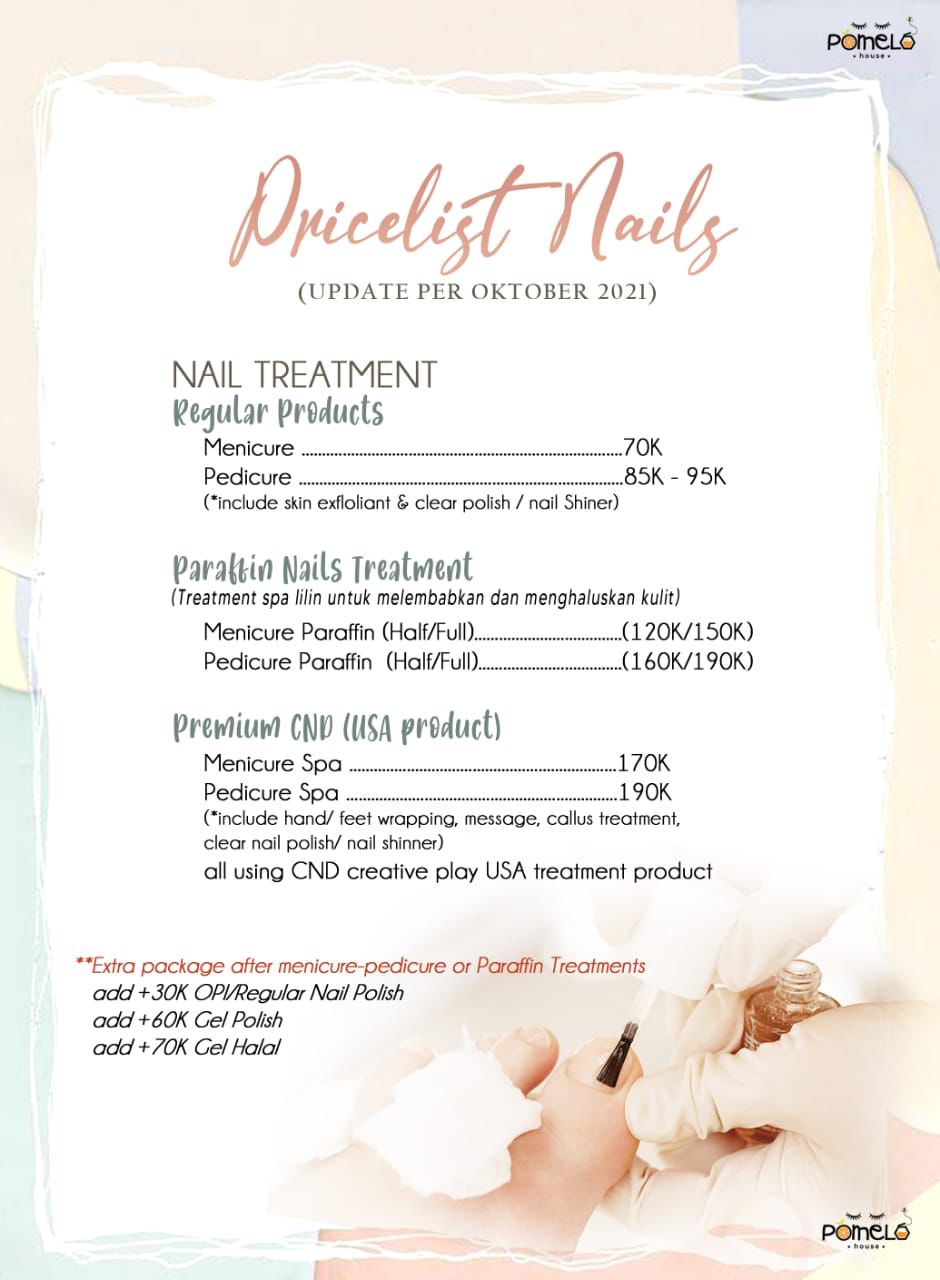 POMELO
• house •
Pricelist Nails
(UPDATE PER OKTOBER 2021)
NAIL TREATMENT
Regular Products
Menicure ................................................................................70K
Pedicure .................................................................................85K - 95K
(*include skin exfloliant & clear polish / nail Shiner)
Paraffin Nails Treatment
(Treatment spa lilin untuk melembabkan dan menghaluskan kulit)
Menicure Paraffin (Half/Full)....................................(120K/150K)
Pedicure Paraffin (Half/Full)...................................(160K/190K)
Premium CND (USA product)
Menicure Spa .................................................................170K
Pedicure Spa ..................................................................190K
(*include hand/ feet wrapping, message, callus treatment,
clear nail polish/ nail shinner)
all using CND creative play USA treatment product
**Extra package after menicure-pedicure or Paraffin Treatments
add +30K OPI/Regular Nail Polish
add +60K Gel Polish
add +70K Gel Halal
POMELO
• house •